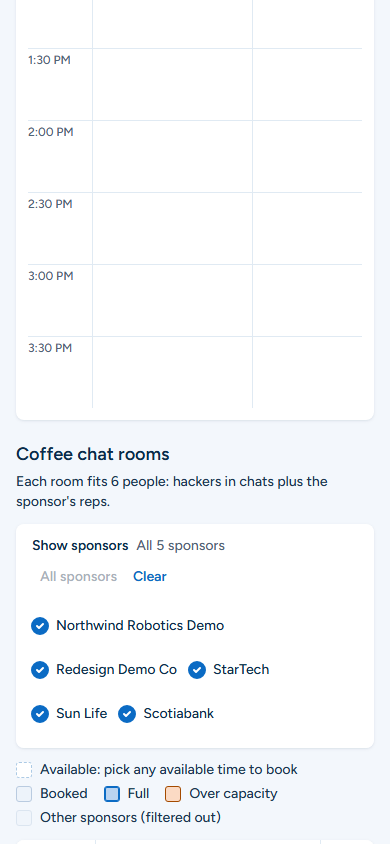 1:30 PM
2:00 PM
2:30 PM
3:00 PM
3:30 PM
Coffee chat rooms
Each room fits 6 people: hackers in chats plus the
sponsor's reps.
Show sponsors All 5 sponsors
All sponsors Clear
Northwind Robotics Demo
Redesign Demo Co StarTech
Sun Life Scotiabank
Available: pick any available time to book
Booked Full Over capacity
Other sponsors (filtered out)